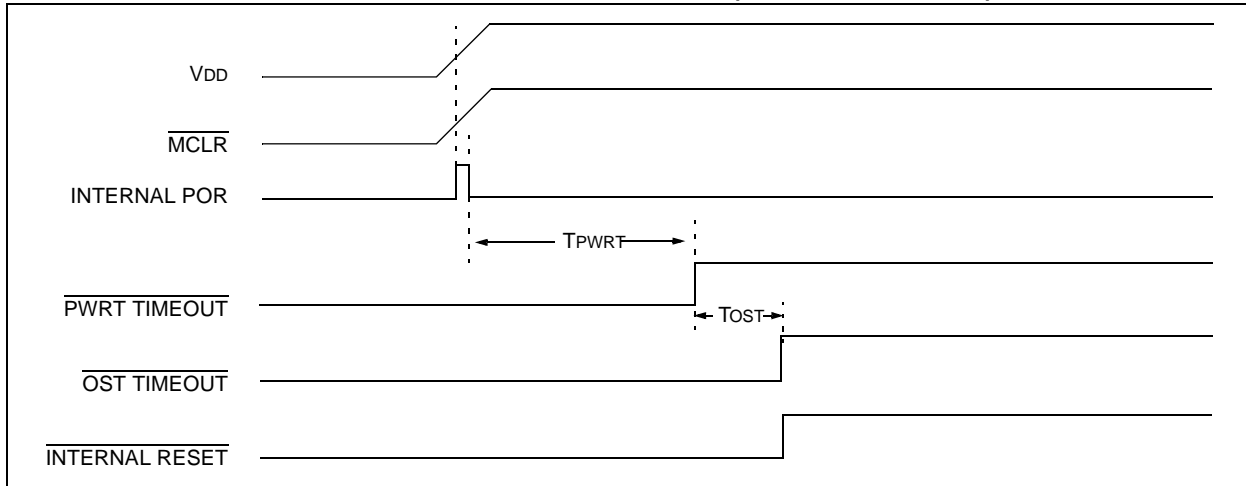 VDD
MCLR
INTERNAL POR
TPWRT
PWRT TIMEOUT
TOST
OST TIMEOUT
INTERNAL RESET